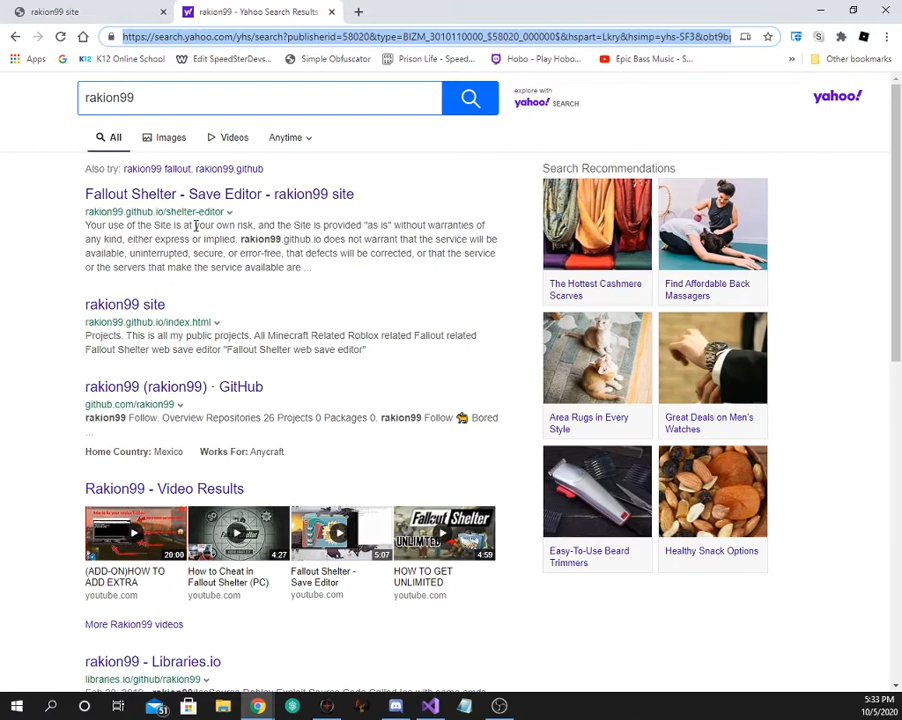 rakion99 site
rakion99 - Yahoo Search Results
https://search.yahoo.com/yhs/search?publisherid=58020&type=BIZM_3010110000_$58020_000000$&hspart=Lkry&hsimp=yhs-SF3&obt9b
Apps
K12 Online School
Edit SpeedSterDevs...
Simple Obfuscator
Prison Life - Speed...
Hobo - Play Hobo...
Epic Bass Music - S...
»
Other bookmarks
rakion99
explore with
yahoo! SEARCH
yahoo!
All
Images
Videos
Anytime
Also try: rakion99 fallout, rakion99.github
Search Recommendations
Fallout Shelter - Save Editor - rakion99 site
rakion99.github.io/shelter-editor
Your use of the Site is at your own risk, and the Site is provided "as is" without warranties of
any kind, either express or implied. rakion99.github.io does not warrant that the service will be
available, uninterrupted, secure, or error-free, that defects will be corrected, or that the service
or the servers that make the service available are ...
The Hottest Cashmere
Scarves
Find Affordable Back
Massagers
rakion99 site
rakion99.github.io/index.html
Projects. This is all my public projects. All Minecraft Related Roblox related Fallout related
Fallout Shelter web save editor "Fallout Shelter web save editor"
rakion99 (rakion99) · GitHub
github.com/rakion99
rakion99 Follow. Overview Repositories 26 Projects 0 Packages 0. rakion99 Follow Bored
...
Home Country: Mexico Works For: Anycraft
Area Rugs in Every
Style
Great Deals on Men's
Watches
Rakion99 - Video Results
20:00
4:27
5:07
Fallout Shelter
UNLIMITED
4:59
(ADD-ON)HOW TO
ADD EXTRA
youtube.com
How to Cheat in
Fallout Shelter (PC)
youtube.com
Fallout Shelter -
Save Editor
youtube.com
HOW TO GET
UNLIMITED
youtube.com
Easy-To-Use Beard
Trimmers
Healthy Snack Options
More Rakion99 videos
rakion99 - Libraries.io
libraries.io/github/rakion99
51
5:33 PM
10/5/2020